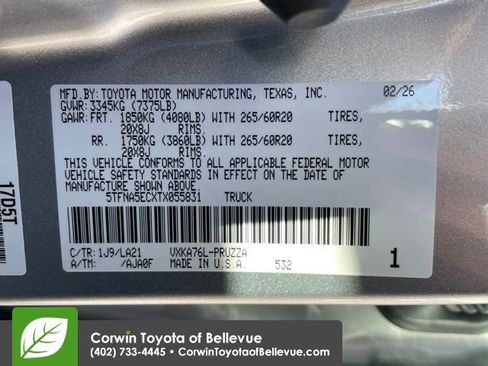 MFD.BY: TOYOTA MOTOR MANUFACTURING, TEXAS, INC. 02/26
GVWR: 3345KG (7375LB)
GAWR: FRT. 1850KG (4080LB) WITH 265/60R20 TIRES,
20X8J RIMS.
RR. 1750KG (3860LB) WITH 265/60R20 TIRES,
20X8J RIMS.
THIS VEHICLE CONFORMS TO ALL APPLICABLE FEDERAL MOTOR
VEHICLE SAFETY STANDARDS IN EFFECT ON THE DATE OF
MANUFACTURE SHOWN ABOVE.
5TFNA5ECXTX055831 TRUCK
C/TR: 1J9/LA21 VXKA76L-PRUZZA
A/TM: /AJA0F MADE IN U.S.A. 532 1
17D5T
Corwin Toyota of Bellevue
(402) 733-4445 • CorwinToyotaofBellevue.com